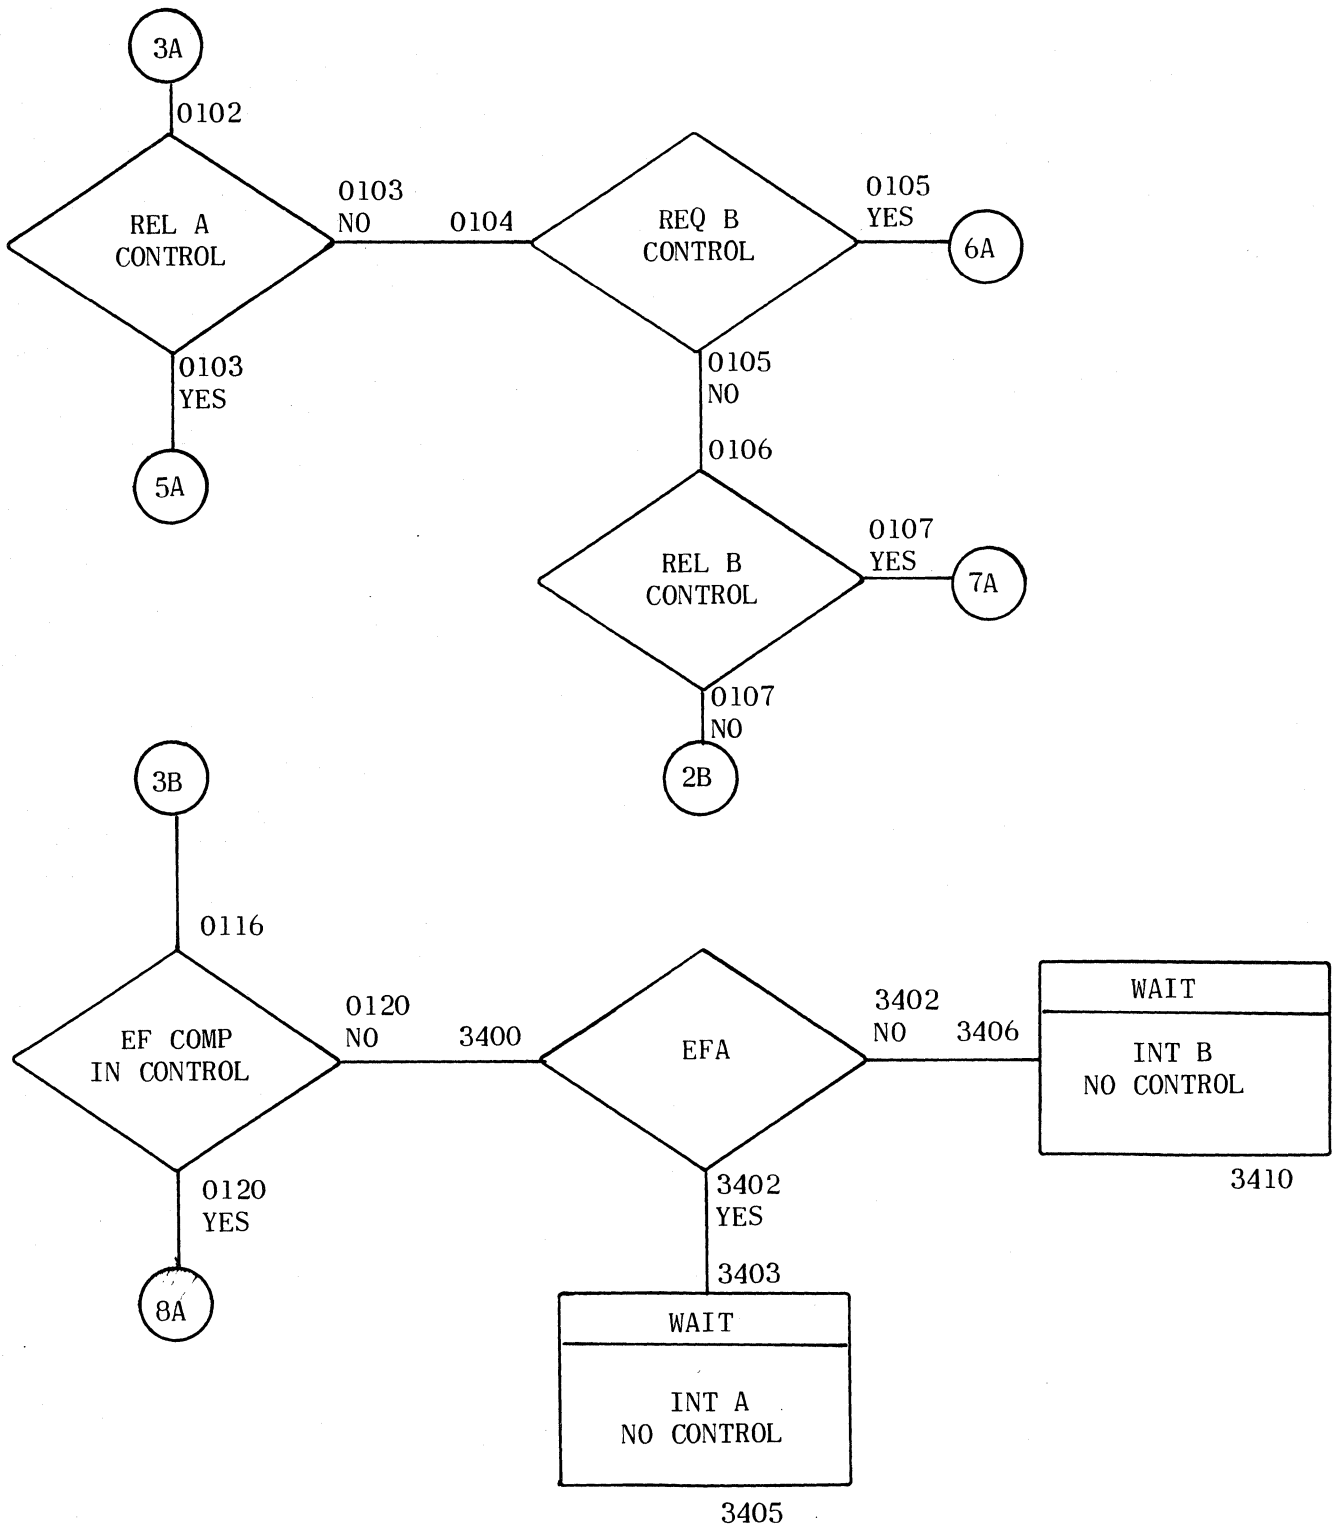 3A
0102
REL A
CONTROL
0103
NO
0104
REQ B
CONTROL
0105
YES
6A
0103
YES
5A
0105
NO
0106
REL B
CONTROL
0107
YES
7A
0107
NO
2B
3B
0116
EF COMP
IN CONTROL
0120
NO
3400
EFA
3402
NO
3406
WAIT
INT B
NO CONTROL
3410
0120
YES
8A
3402
YES
3403
WAIT
INT A
NO CONTROL
3405